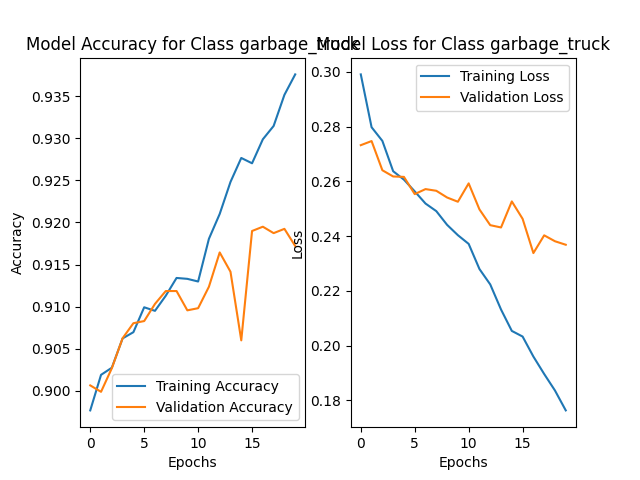 Model Accuracy for Class garbage_truck
Model Loss for Class garbage_truck
0.935
0.930
0.925
0.920
0.915
0.910
0.905
0.900
Accuracy
Training Accuracy
Validation Accuracy
0
5
10
15
Epochs
0.30
0.28
0.26
0.24
0.22
0.20
0.18
Loss
Training Loss
Validation Loss
0
5
10
15
Epochs